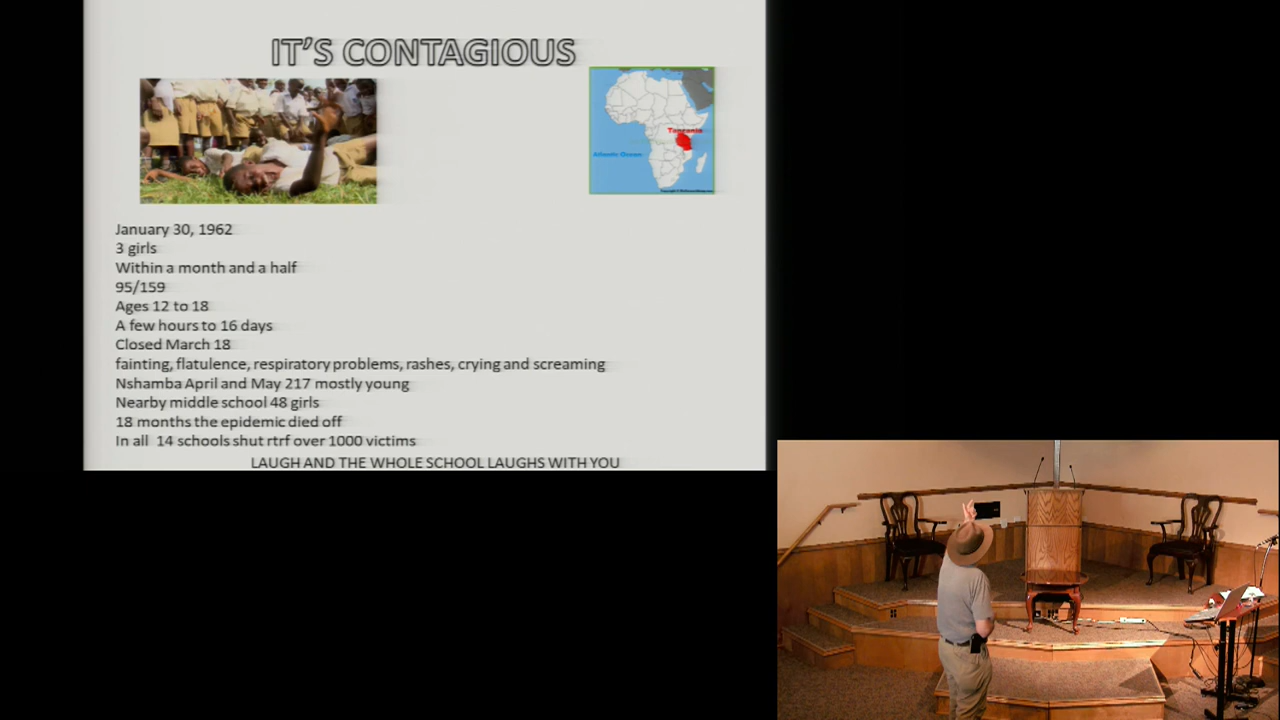 IT'S CONTAGIOUS
Tanzania
Atlantic Ocean
January 30, 1962
3 girls
Within a month and a half
95/159
Ages 12 to 18
A few hours to 16 days
Closed March 18
fainting, flatulence, respiratory problems, rashes, crying and screaming
Nshamba April and May 217 mostly young
Nearby middle school 48 girls
18 months the epidemic died off
In all 14 schools shut rtrf over 1000 victims
LAUGH AND THE WHOLE SCHOOL LAUGHS WITH YOU